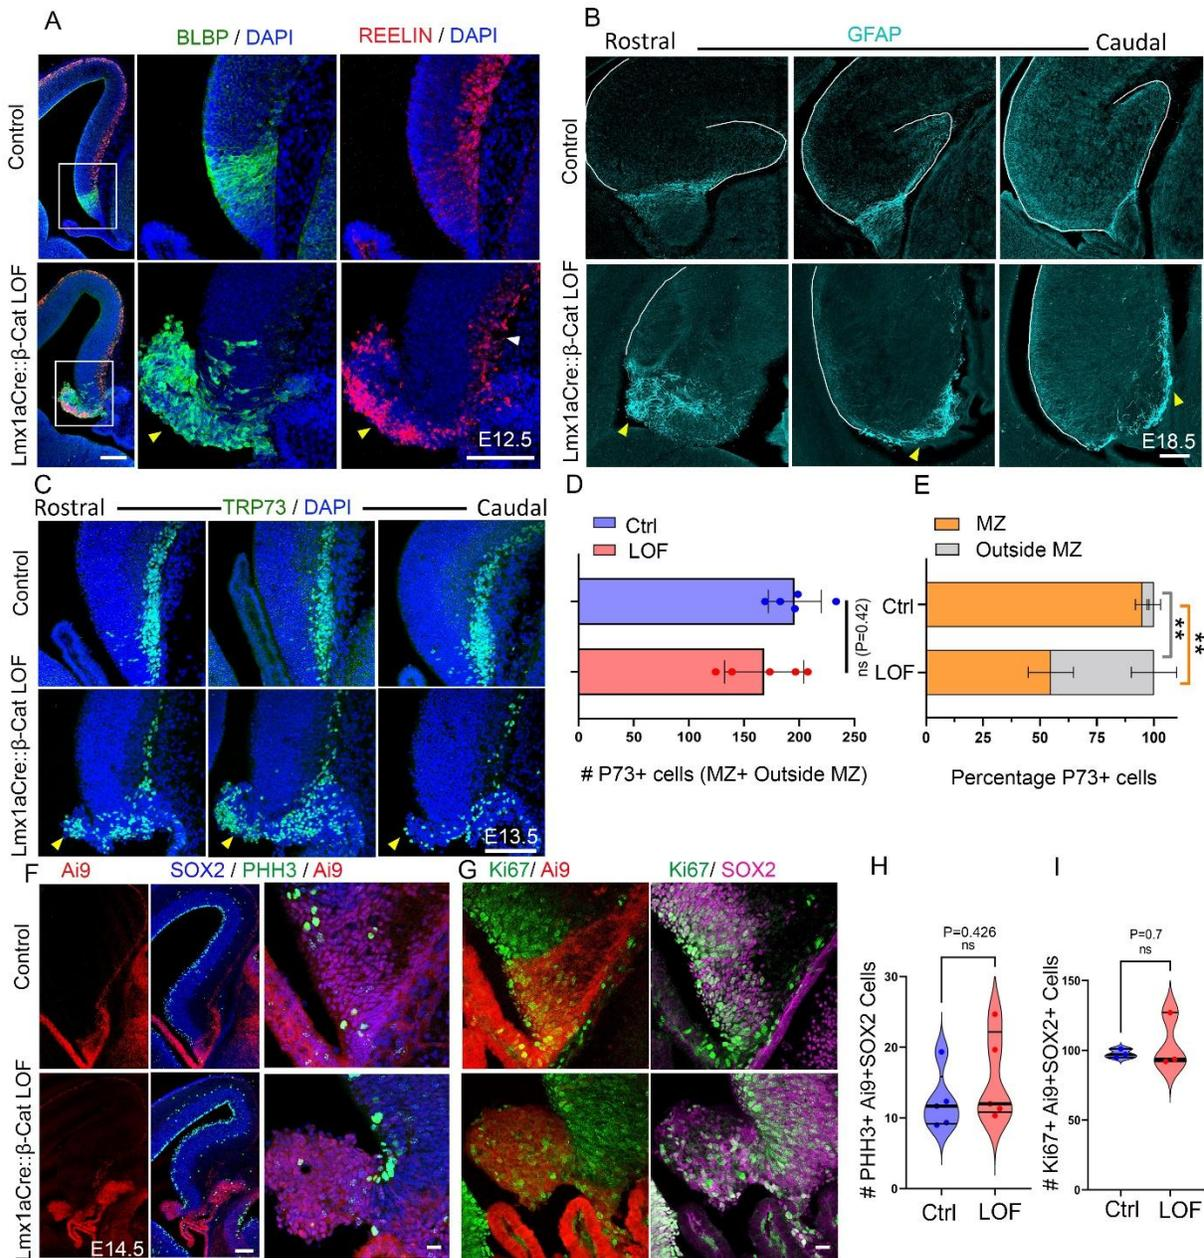 A
BLBP / DAPI
REELIN / DAPI
Control
Lmx1aCre::β-Cat LOF
E12.5
B
Rostral
GFAP
Caudal
Control
Lmx1aCre::β-Cat LOF
E18.5
C
Rostral
TRP73 / DAPI
Caudal
Control
Lmx1aCre::β-Cat LOF
E13.5
D
Ctrl
LOF
ns (P=0.42)
0 50 100 150 200 250
# P73+ cells (MZ+ Outside MZ)
E
MZ
Outside MZ
Ctrl
LOF
**
**
0 25 50 75 100
Percentage P73+ cells
F
Ai9
SOX2 / PHH3 / Ai9
Control
Lmx1aCre::β-Cat LOF
E14.5
G
Ki67/ Ai9
Ki67/ SOX2
H
P=0.426
ns
# PHH3+ Ai9+SOX2 Cells
30
20
10
0
Ctrl
LOF
I
P=0.7
ns
# Ki67+ Ai9+SOX2+ Cells
150
100
50
0
Ctrl
LOF